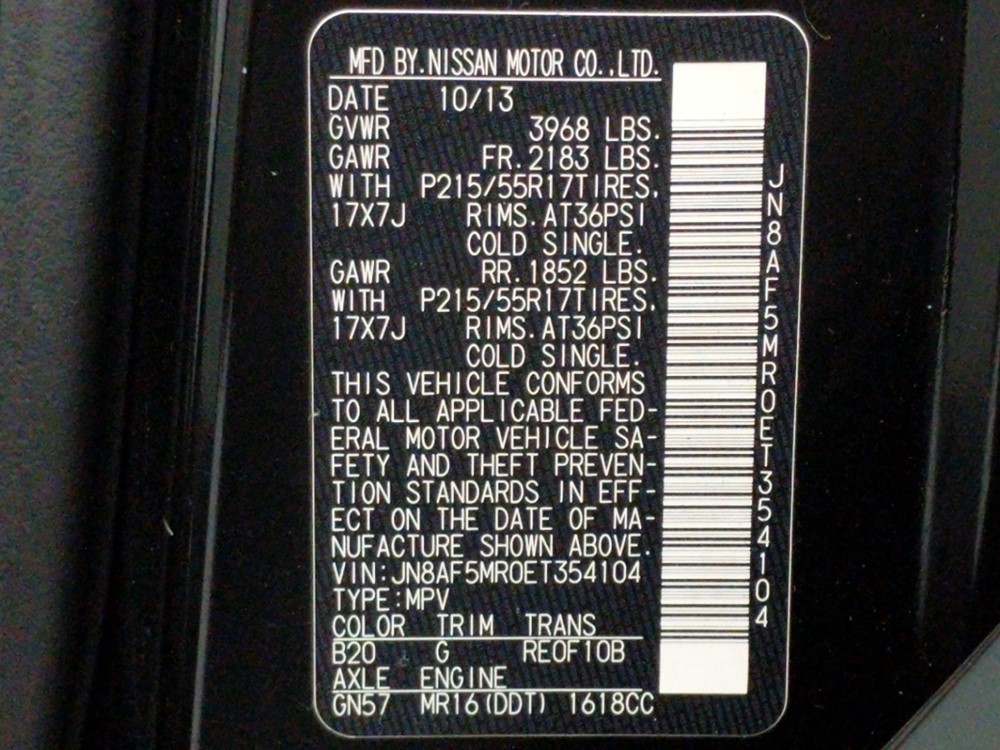 MFD BY.NISSAN MOTOR CO.,LTD.
DATE 10/13
GVWR 3968 LBS.
GAWR FR.2183 LBS.
WITH P215/55R17TIRES.
17X7J RIMS.AT36PSI
COLD SINGLE.
GAWR RR.1852 LBS.
WITH P215/55R17TIRES.
17X7J RIMS.AT36PSI
COLD SINGLE.
THIS VEHICLE CONFORMS
TO ALL APPLICABLE FED-
ERAL MOTOR VEHICLE SA-
FETY AND THEFT PREVEN-
TION STANDARDS IN EFF-
ECT ON THE DATE OF MA-
NUFACTURE SHOWN ABOVE.
VIN:JN8AF5MR0ET354104
TYPE:MPV
COLOR TRIM TRANS
B20 G RE0F10B
AXLE ENGINE
GN57 MR16(DDT) 1618CC
JN8AF5MR0ET354104